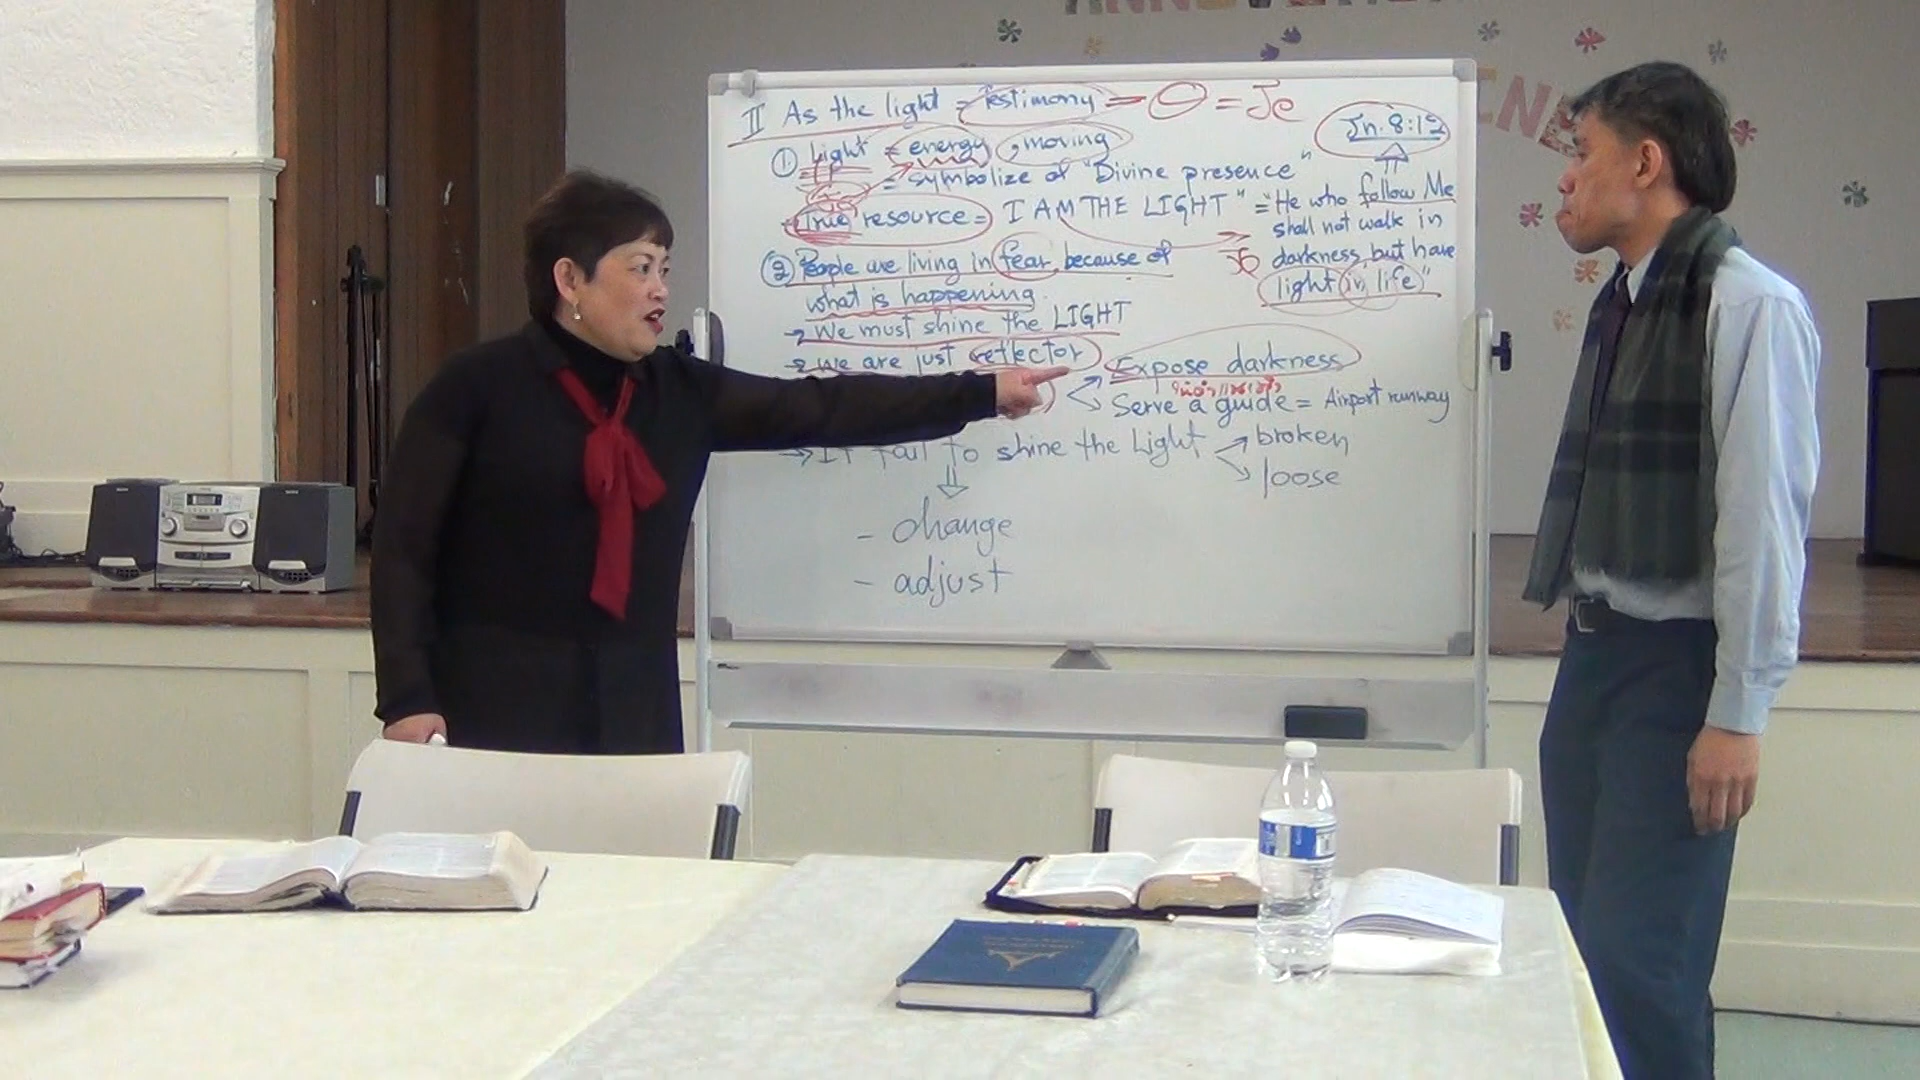 II As the light = Testimony = Θ = Je
Jn. 8:12
① Light = energy, moving
= symbolize of "Divine presence"
True resource = I AM THE LIGHT" = "He who follow Me
shall not walk in
darkness but have
light in life"
② People are living in fear because of
what is happening.
→ We must shine the LIGHT
→ We are just reflector
Expose darkness
Serve a guide = Airport runway
→ If fail to shine the Light
broken
loose
- change
- adjust